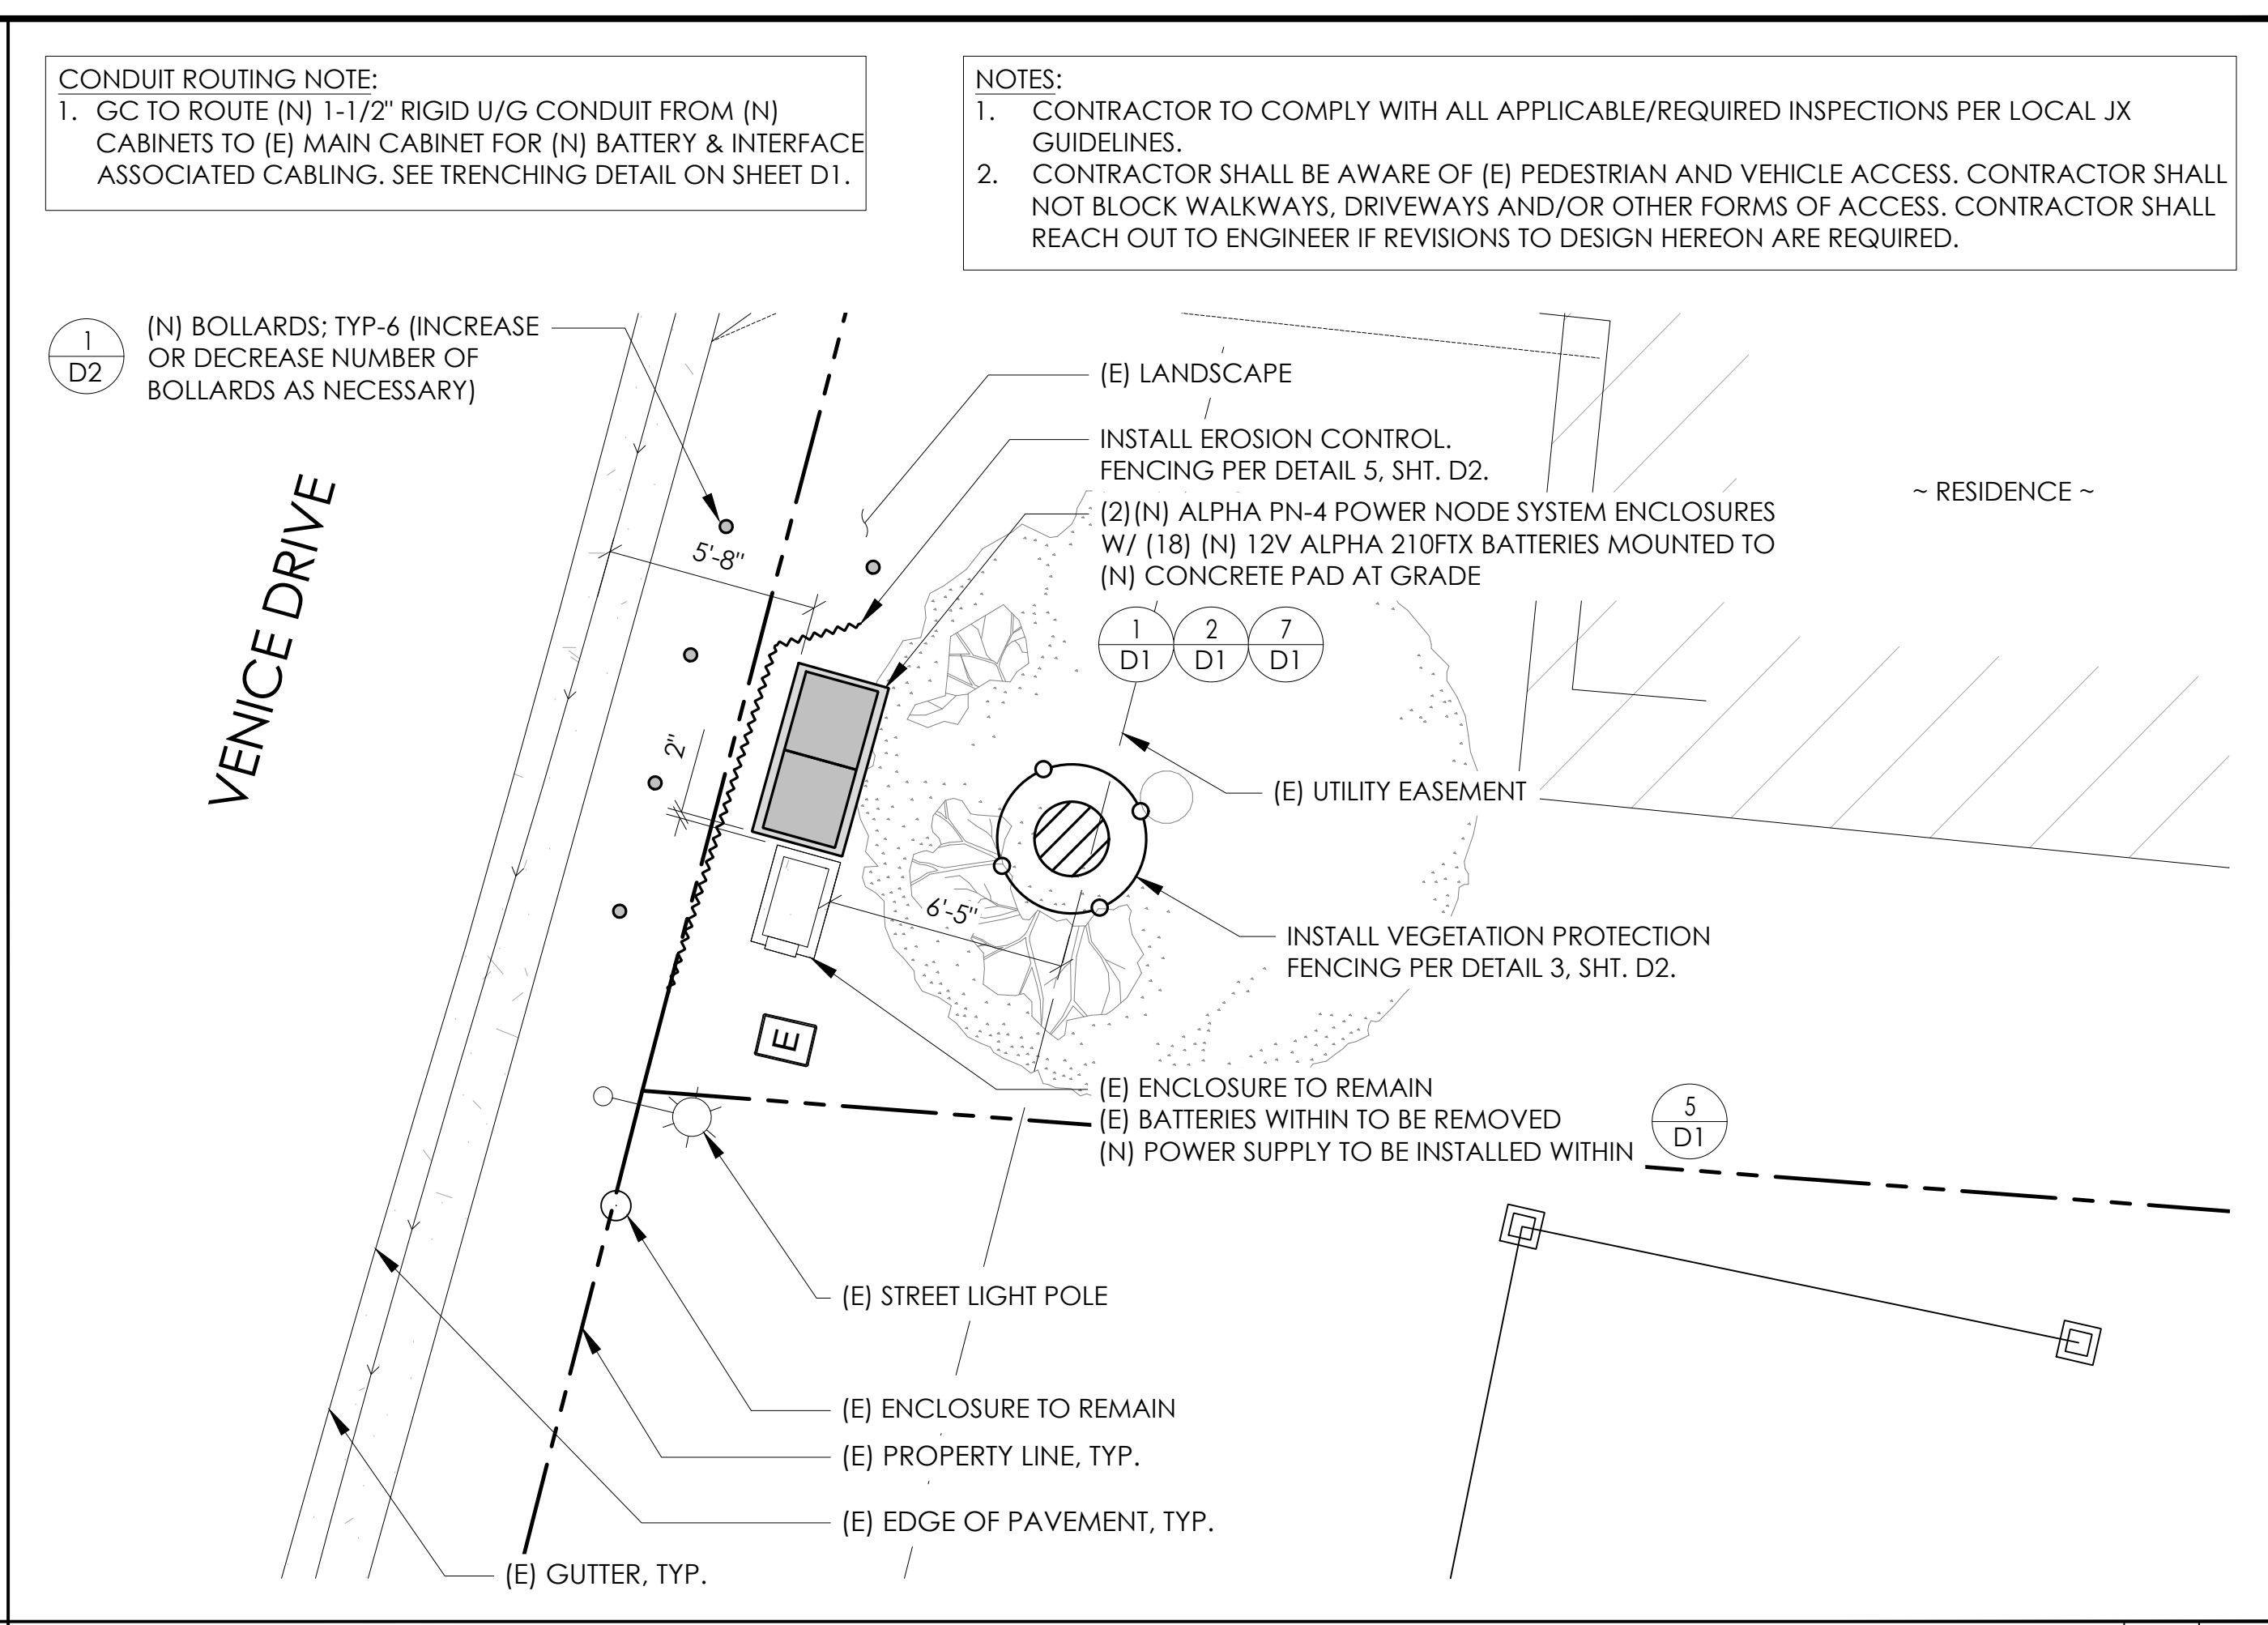 CONDUIT ROUTING NOTE:
1. GC TO ROUTE (N) 1-1/2" RIGID U/G CONDUIT FROM (N)
CABINETS TO (E) MAIN CABINET FOR (N) BATTERY & INTERFACE
ASSOCIATED CABLING. SEE TRENCHING DETAIL ON SHEET D1.
NOTES:
1. CONTRACTOR TO COMPLY WITH ALL APPLICABLE/REQUIRED INSPECTIONS PER LOCAL JX
GUIDELINES.
2. CONTRACTOR SHALL BE AWARE OF (E) PEDESTRIAN AND VEHICLE ACCESS. CONTRACTOR SHALL
NOT BLOCK WALKWAYS, DRIVEWAYS AND/OR OTHER FORMS OF ACCESS. CONTRACTOR SHALL
REACH OUT TO ENGINEER IF REVISIONS TO DESIGN HEREON ARE REQUIRED.
1
D2
(N) BOLLARDS; TYP-6 (INCREASE
OR DECREASE NUMBER OF
BOLLARDS AS NECESSARY)
(E) LANDSCAPE
INSTALL EROSION CONTROL.
FENCING PER DETAIL 5, SHT. D2.
~ RESIDENCE ~
(2)(N) ALPHA PN-4 POWER NODE SYSTEM ENCLOSURES
W/ (18) (N) 12V ALPHA 210FTX BATTERIES MOUNTED TO
(N) CONCRETE PAD AT GRADE
1
D1
2
D1
7
D1
5'-8"
VENICE DRIVE
2"
(E) UTILITY EASEMENT
6'-5"
INSTALL VEGETATION PROTECTION
FENCING PER DETAIL 3, SHT. D2.
E
(E) ENCLOSURE TO REMAIN
(E) BATTERIES WITHIN TO BE REMOVED
(N) POWER SUPPLY TO BE INSTALLED WITHIN
5
D1
(E) STREET LIGHT POLE
(E) ENCLOSURE TO REMAIN
(E) PROPERTY LINE, TYP.
(E) EDGE OF PAVEMENT, TYP.
(E) GUTTER, TYP.